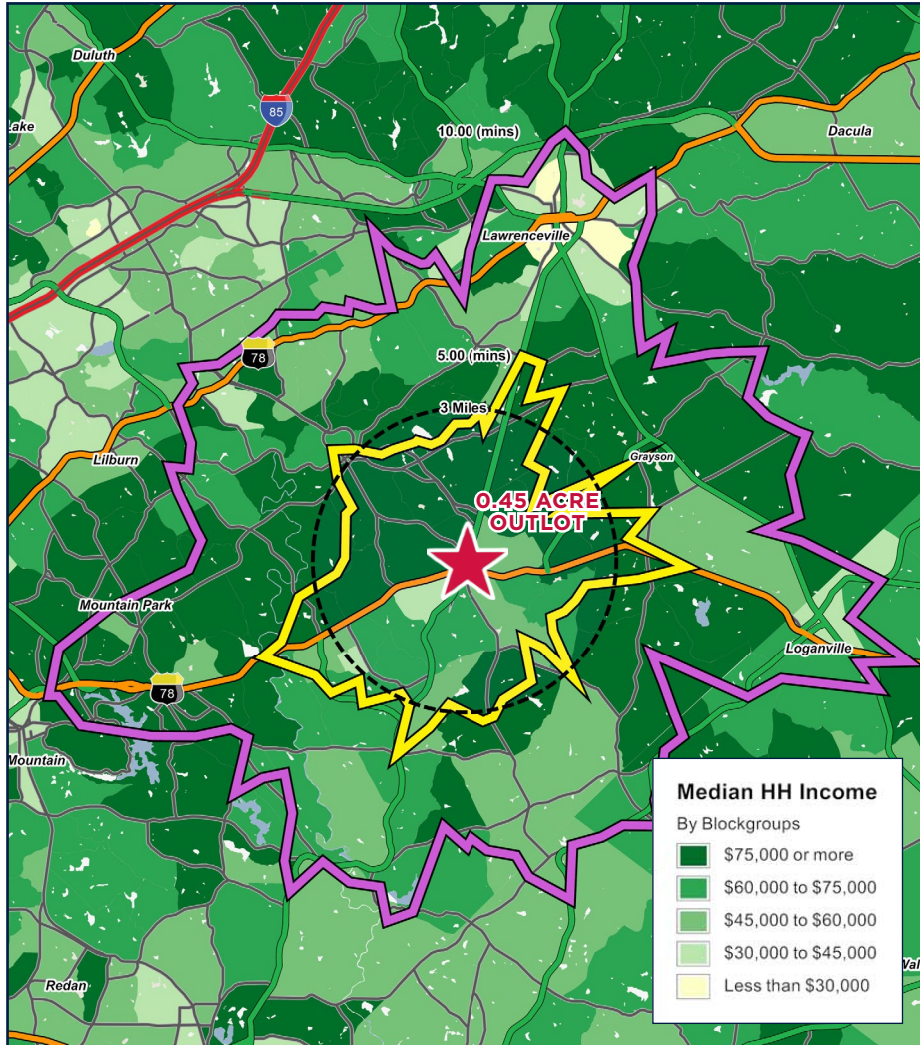 Duluth
85
Lake
10.00 (mins)
Dacula
Lawrenceville
78
5.00 (mins)
3 Miles
Lilburn
Grayson
0.45 ACRE
OUTLOT
Mountain Park
Loganville
78
Mountain
Median HH Income
By Blockgroups
$75,000 or more
$60,000 to $75,000
$45,000 to $60,000
$30,000 to $45,000
Less than $30,000
Wal
Redan